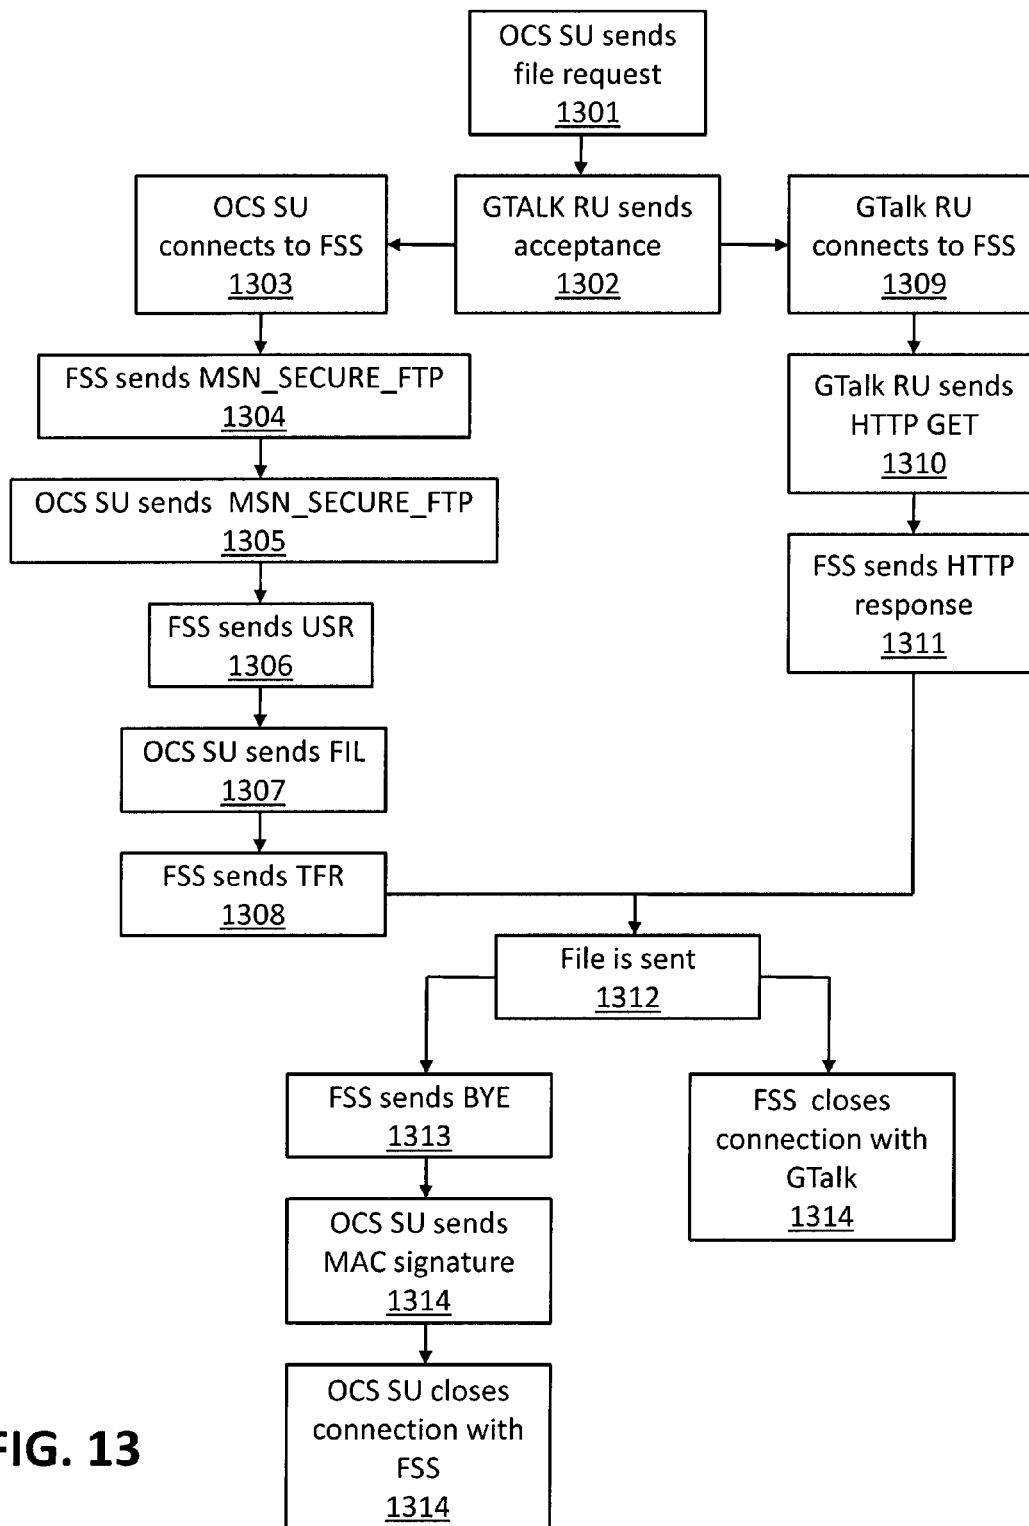 OCS SU sends
file request
1301
OCS SU
connects to FSS
1303
GTALK RU sends
acceptance
1302
GTalk RU
connects to FSS
1309
FSS sends MSN_SECURE_FTP
1304
GTalk RU sends
HTTP GET
1310
OCS SU sends MSN_SECURE_FTP
1305
FSS sends HTTP
response
1311
FSS sends USR
1306
OCS SU sends FIL
1307
FSS sends TFR
1308
File is sent
1312
FSS sends BYE
1313
FSS closes
connection with
GTalk
1314
OCS SU sends
MAC signature
1314
OCS SU closes
connection with
FSS
1314
FIG. 13